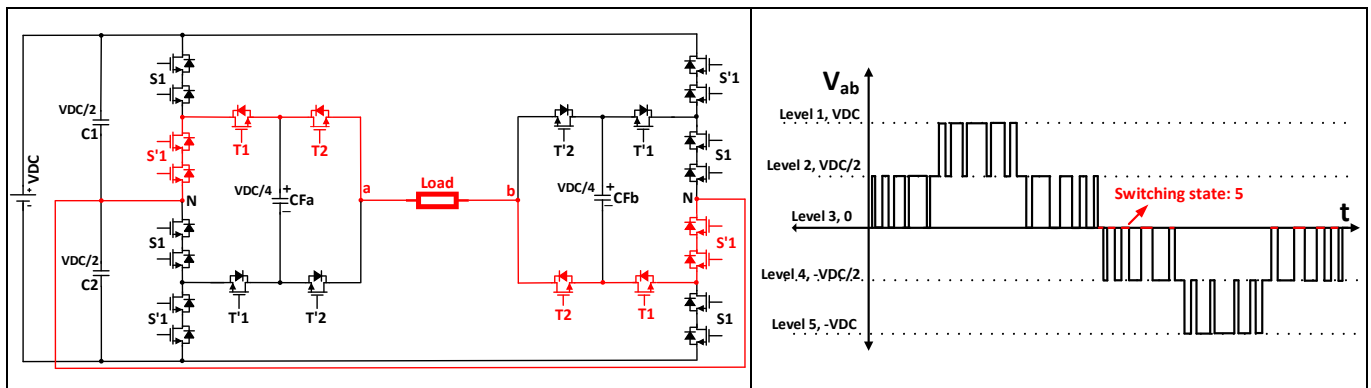 VDC
VDC/2
C1
VDC/2
C2
S1
S'1
N
S1
S'1
T1
T2
VDC/4
CFa
T'1
T'2
a
Load
b
T'2
T'1
VDC/4
CFb
T2
T1
S'1
S1
N
S'1
S1
V ab
Level 1, VDC
Level 2, VDC/2
Level 3, 0
Level 4, -VDC/2
Level 5, -VDC
Switching state: 5
t